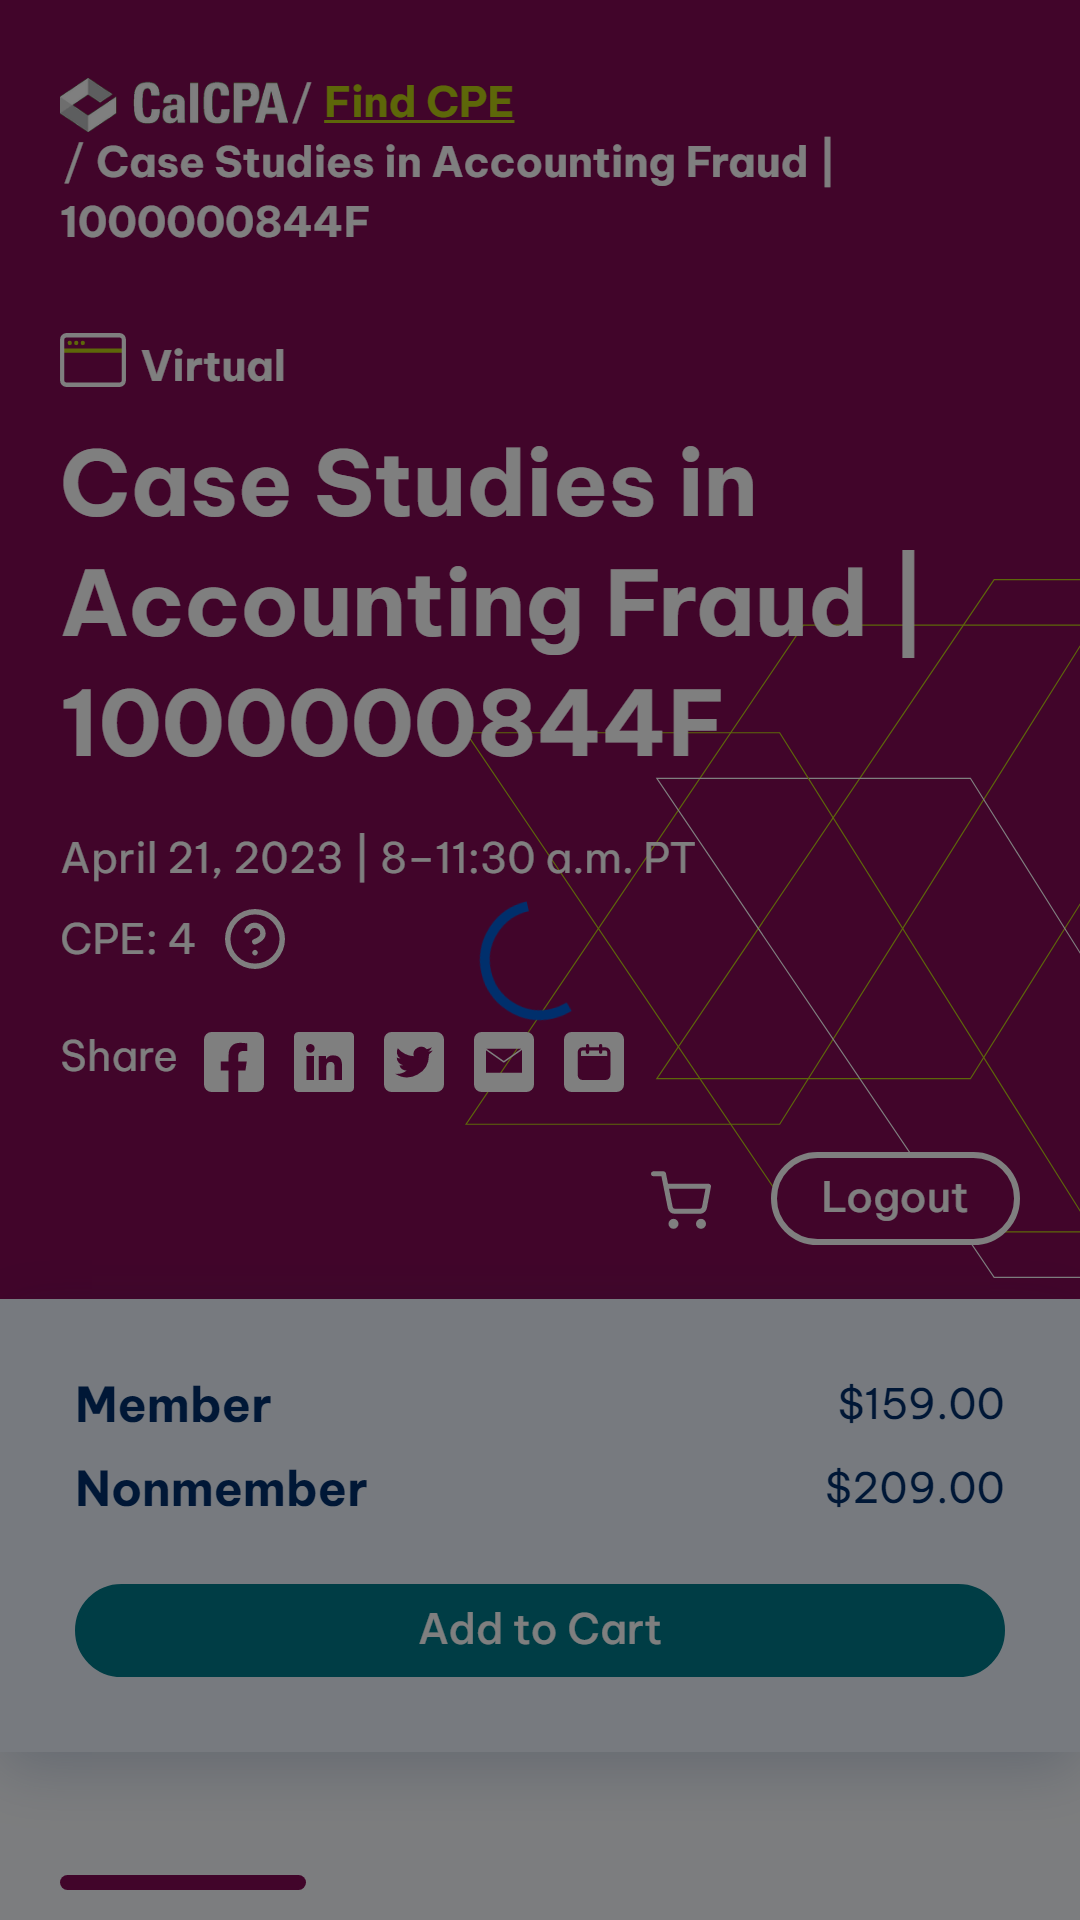 CalCPA / Find CPE
/ Case Studies in Accounting Fraud |
1000000844F
Virtual
Case Studies in
Accounting Fraud |
1000000844F
April 21, 2023 | 8–11:30 a.m. PT
CPE: 4 ?
Share
Logout
Member $159.00
Nonmember $209.00
Add to Cart